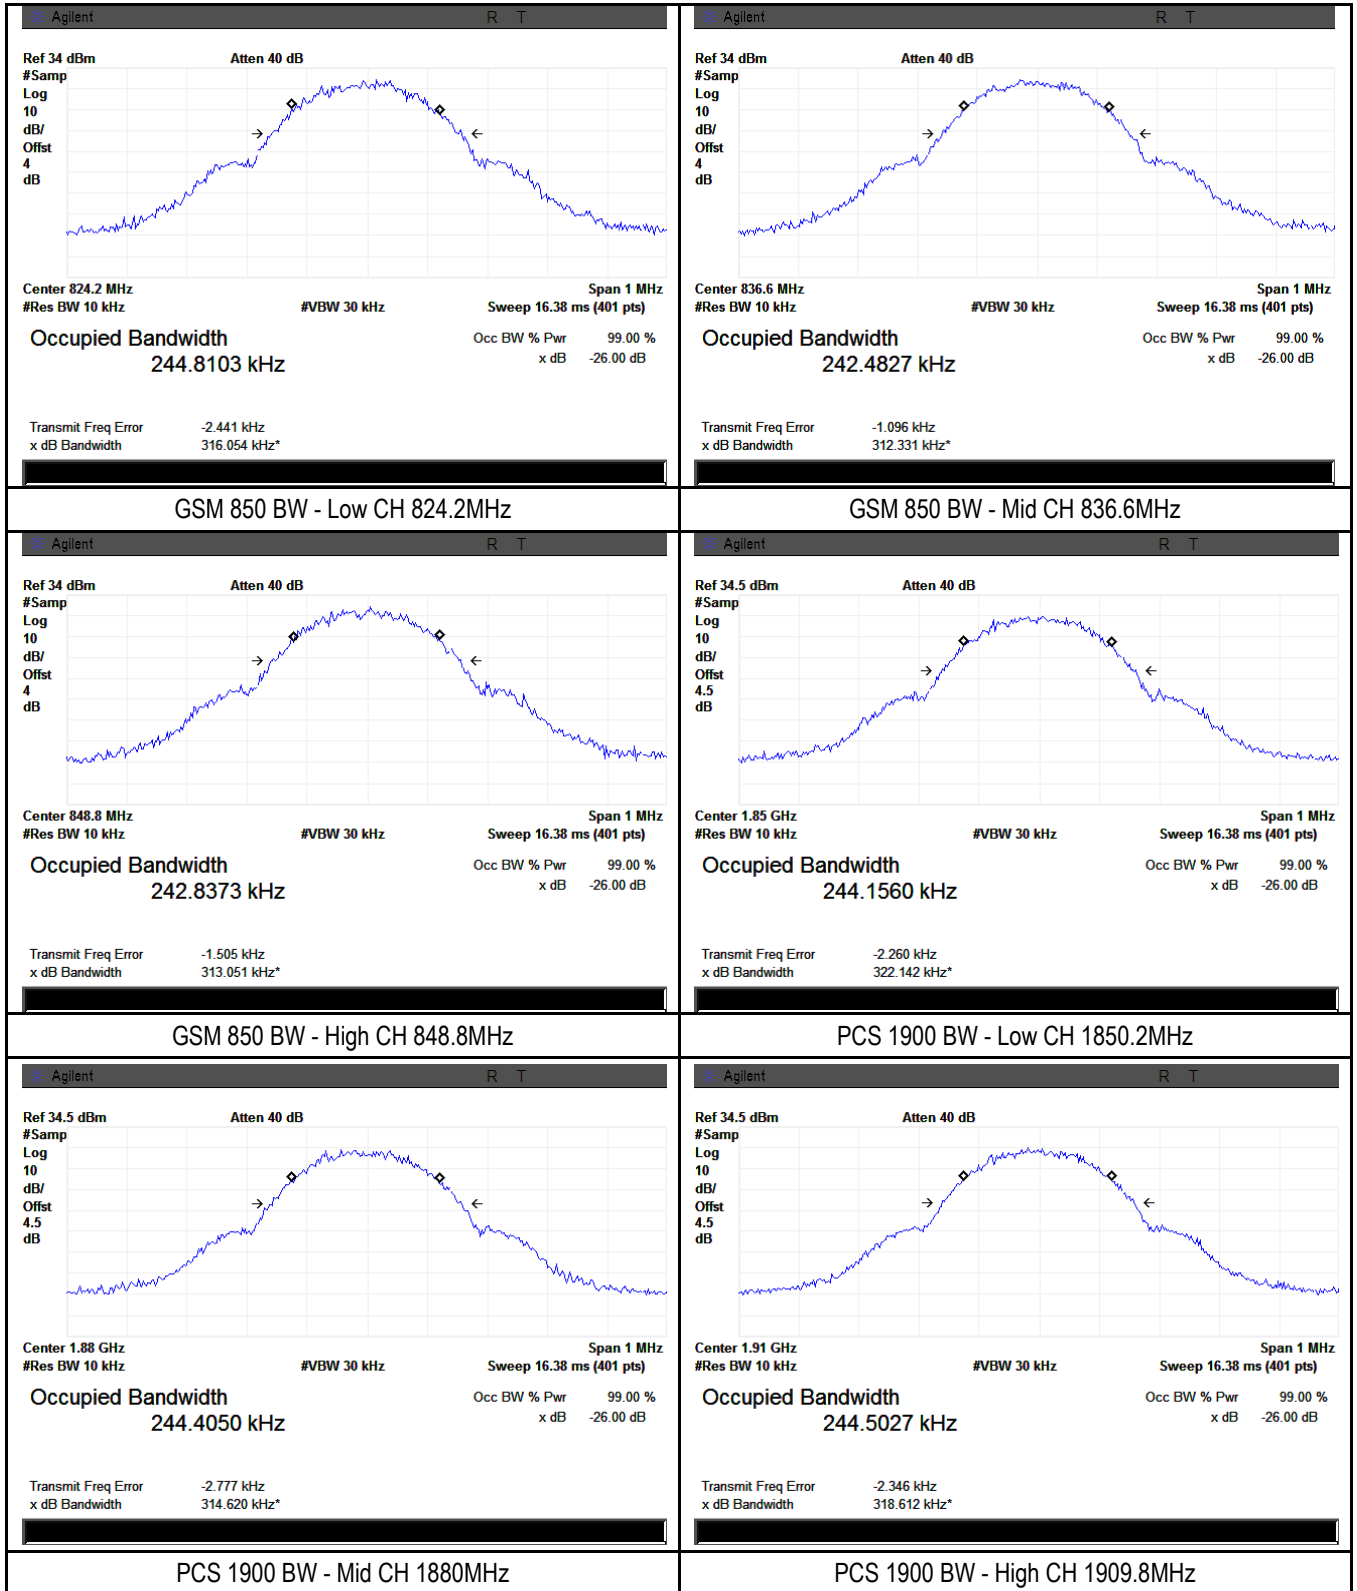 Agilent R T
Ref 34 dBm Atten 40 dB
#Samp
Log
10
dB/
Offst
4
dB
Center 824.2 MHz Span 1 MHz
#Res BW 10 kHz #VBW 30 kHz Sweep 16.38 ms (401 pts)
Occupied Bandwidth Occ BW % Pwr 99.00 %
244.8103 kHz x dB -26.00 dB
Transmit Freq Error -2.441 kHz
x dB Bandwidth 316.054 kHz*
GSM 850 BW - Low CH 824.2MHz
Agilent R T
Ref 34 dBm Atten 40 dB
#Samp
Log
10
dB/
Offst
4
dB
Center 836.6 MHz Span 1 MHz
#Res BW 10 kHz #VBW 30 kHz Sweep 16.38 ms (401 pts)
Occupied Bandwidth Occ BW % Pwr 99.00 %
242.4827 kHz x dB -26.00 dB
Transmit Freq Error -1.096 kHz
x dB Bandwidth 312.331 kHz*
GSM 850 BW - Mid CH 836.6MHz
Agilent R T
Ref 34 dBm Atten 40 dB
#Samp
Log
10
dB/
Offst
4
dB
Center 848.8 MHz Span 1 MHz
#Res BW 10 kHz #VBW 30 kHz Sweep 16.38 ms (401 pts)
Occupied Bandwidth Occ BW % Pwr 99.00 %
242.8373 kHz x dB -26.00 dB
Transmit Freq Error -1.505 kHz
x dB Bandwidth 313.051 kHz*
GSM 850 BW - High CH 848.8MHz
Agilent R T
Ref 34.5 dBm Atten 40 dB
#Samp
Log
10
dB/
Offst
4.5
dB
Center 1.85 GHz Span 1 MHz
#Res BW 10 kHz #VBW 30 kHz Sweep 16.38 ms (401 pts)
Occupied Bandwidth Occ BW % Pwr 99.00 %
244.1560 kHz x dB -26.00 dB
Transmit Freq Error -2.260 kHz
x dB Bandwidth 322.142 kHz*
PCS 1900 BW - Low CH 1850.2MHz
Agilent R T
Ref 34.5 dBm Atten 40 dB
#Samp
Log
10
dB/
Offst
4.5
dB
Center 1.88 GHz Span 1 MHz
#Res BW 10 kHz #VBW 30 kHz Sweep 16.38 ms (401 pts)
Occupied Bandwidth Occ BW % Pwr 99.00 %
244.4050 kHz x dB -26.00 dB
Transmit Freq Error -2.777 kHz
x dB Bandwidth 314.620 kHz*
PCS 1900 BW - Mid CH 1880MHz
Agilent R T
Ref 34.5 dBm Atten 40 dB
#Samp
Log
10
dB/
Offst
4.5
dB
Center 1.91 GHz Span 1 MHz
#Res BW 10 kHz #VBW 30 kHz Sweep 16.38 ms (401 pts)
Occupied Bandwidth Occ BW % Pwr 99.00 %
244.5027 kHz x dB -26.00 dB
Transmit Freq Error -2.346 kHz
x dB Bandwidth 318.612 kHz*
PCS 1900 BW - High CH 1909.8MHz